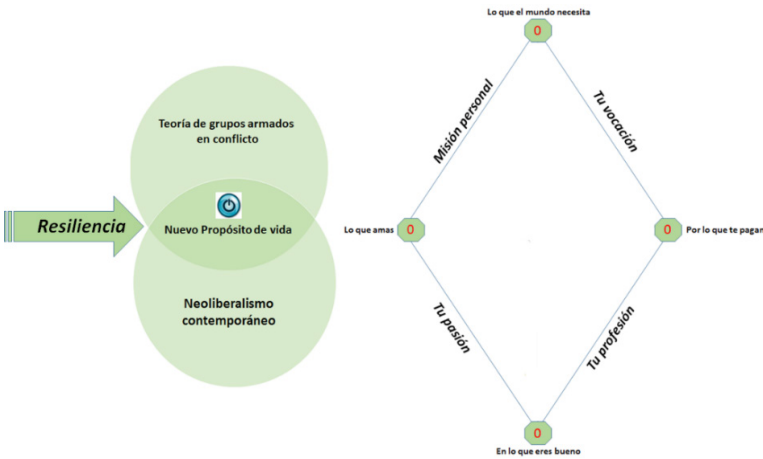 Lo que el mundo necesita
0
Misión personal
Tu vocación
Teoría de grupos armados
en conflicto
Resiliencia
Nuevo Propósito de vida
Neoliberalismo
contemporáneo
Lo que amas
0
0
Por lo que te pagan
Tu pasión
Tu profesión
0
En lo que eres bueno